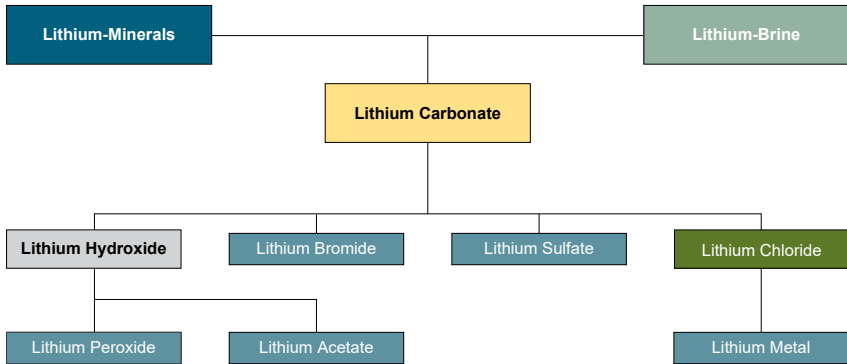 Lithium-Minerals
Lithium-Brine
Lithium Carbonate
Lithium Hydroxide
Lithium Bromide
Lithium Sulfate
Lithium Chloride
Lithium Peroxide
Lithium Acetate
Lithium Metal